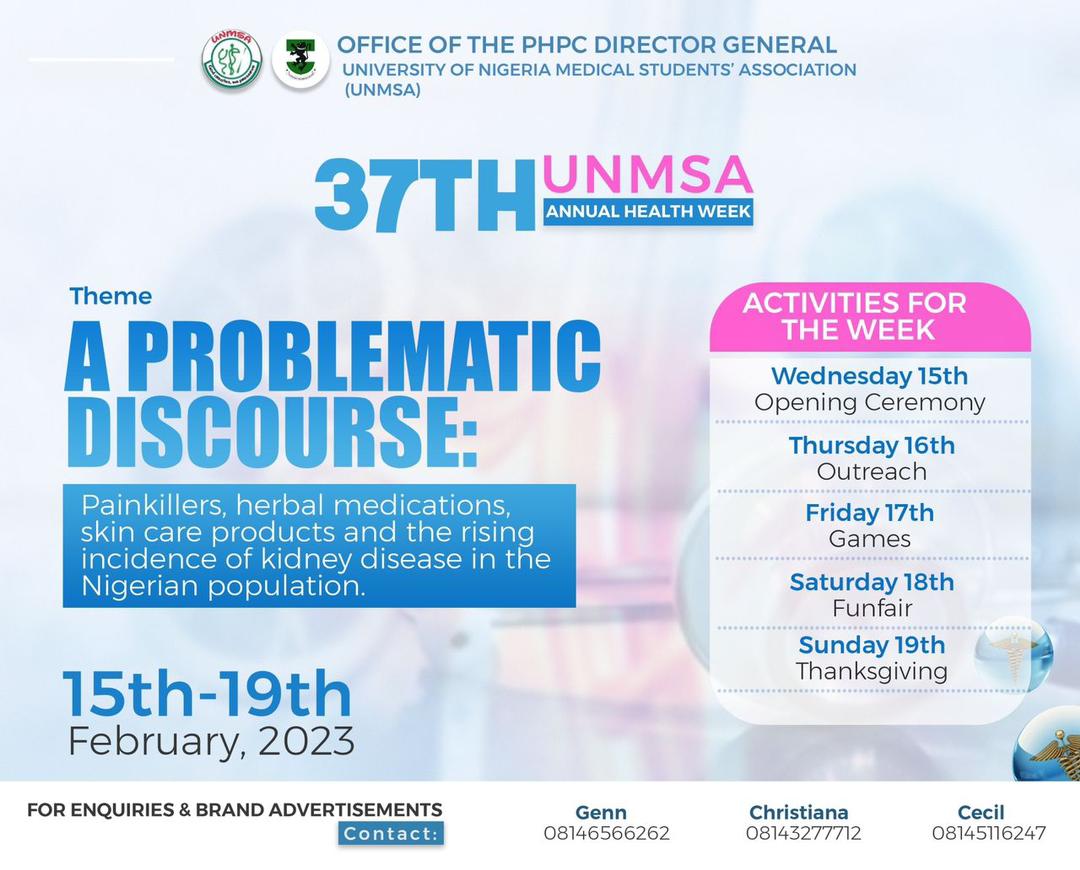 UNMSA
OFFICE OF THE PHPC DIRECTOR GENERAL
UNIVERSITY OF NIGERIA MEDICAL STUDENTS' ASSOCIATION
(UNMSA)
37TH
UNMSA
ANNUAL HEALTH WEEK
Theme
A PROBLEMATIC
DISCOURSE:
Painkillers, herbal medications,
skin care products and the rising
incidence of kidney disease in the
Nigerian population.
15th-19th
February, 2023
ACTIVITIES FOR
THE WEEK
Wednesday 15th
Opening Ceremony
Thursday 16th
Outreach
Friday 17th
Games
Saturday 18th
Funfair
Sunday 19th
Thanksgiving
FOR ENQUIRIES & BRAND ADVERTISEMENTS
Contact:
Genn
08146566262
Christiana
08143277712
Cecil
08145116247